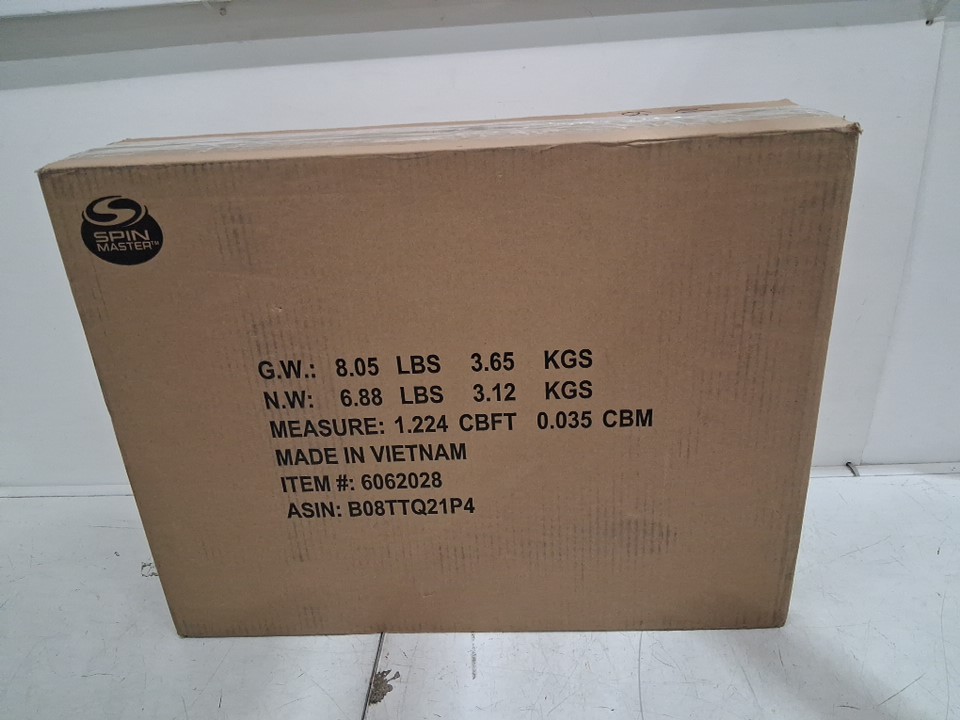 SPIN
MASTER™
G.W.: 8.05 LBS 3.65 KGS
N.W: 6.88 LBS 3.12 KGS
MEASURE: 1.224 CBFT 0.035 CBM
MADE IN VIETNAM
ITEM #: 6062028
ASIN: B08TTQ21P4